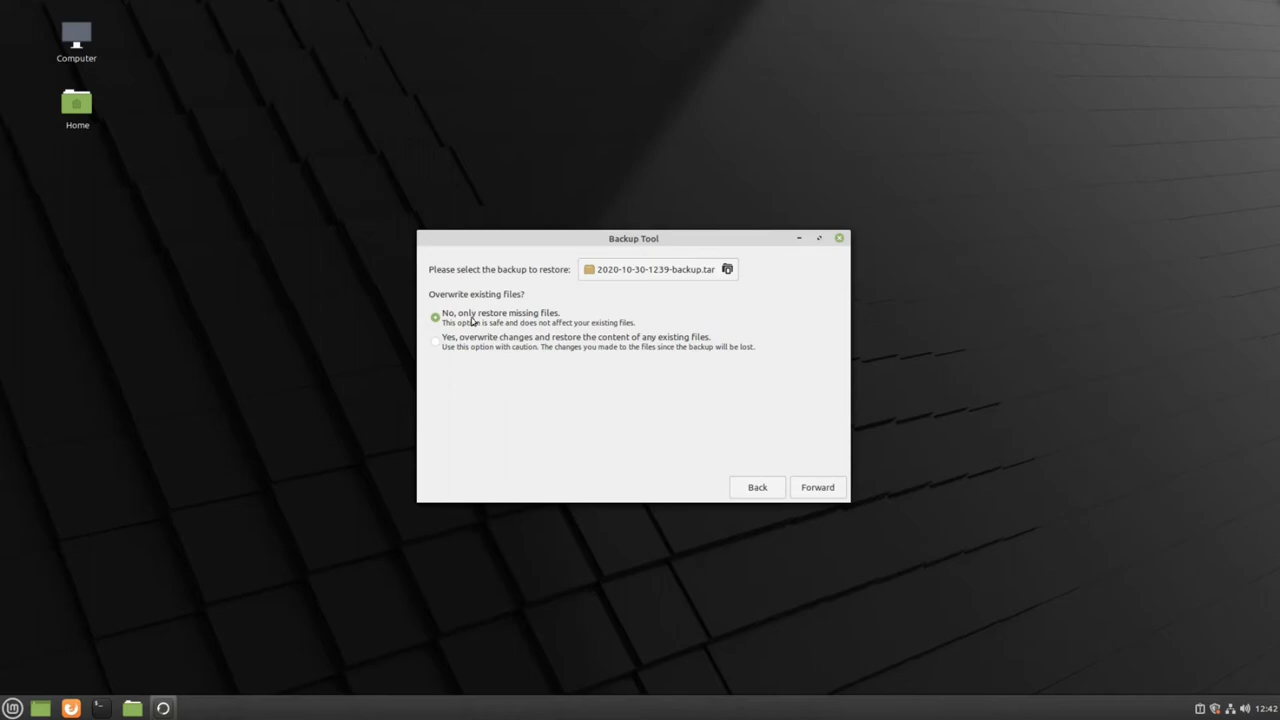 Computer
Home
Backup Tool
Please select the backup to restore: 2020-10-30-1239-backup.tar
Overwrite existing files?
No, only restore missing files.
This option is safe and does not affect your existing files.
Yes, overwrite changes and restore the content of any existing files.
Use this option with caution. The changes you made to the files since the backup will be lost.
Back Forward
12:42